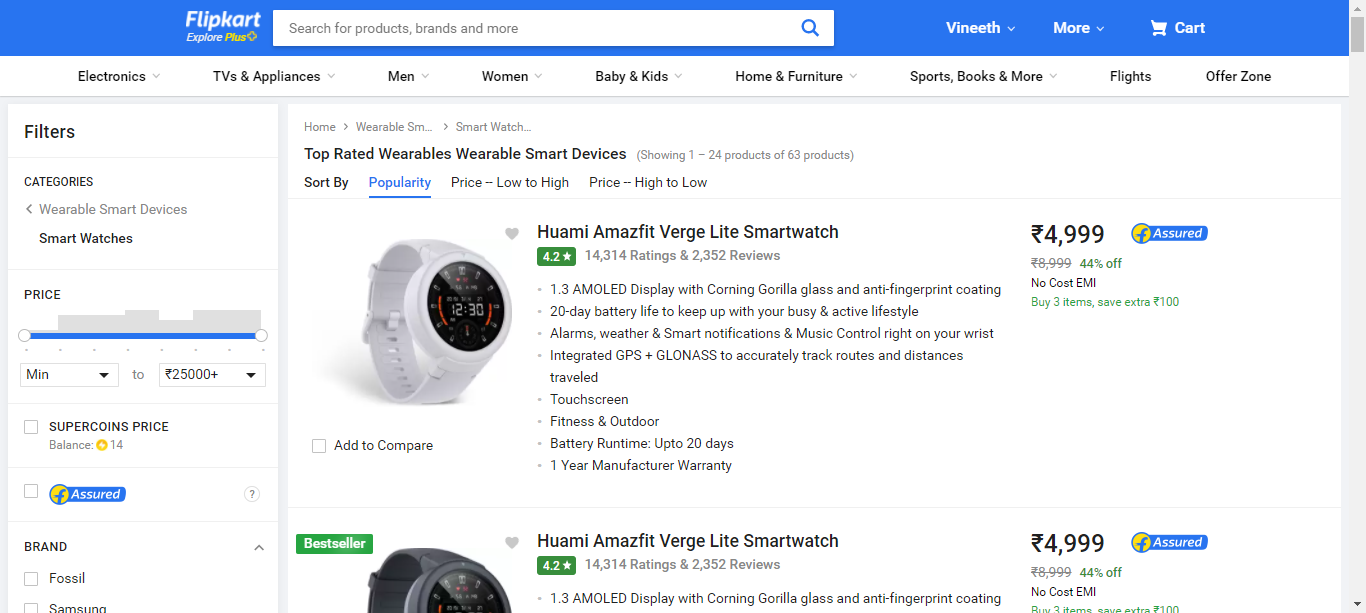 Flipkart
Explore Plus
Search for products, brands and more
Vineeth
More
Cart
Electronics
TVs & Appliances
Men
Women
Baby & Kids
Home & Furniture
Sports, Books & More
Flights
Offer Zone
Filters
CATEGORIES
Wearable Smart Devices
Smart Watches
PRICE
Min
to
₹25000+
SUPERCOINS PRICE
Balance: 14
Assured
?
BRAND
Fossil
Samsung
Home
Wearable Sm...
Smart Watch...
Top Rated Wearables Wearable Smart Devices (Showing 1 – 24 products of 63 products)
Sort By
Popularity
Price -- Low to High
Price -- High to Low
Huami Amazfit Verge Lite Smartwatch
4.2 ★ 14,314 Ratings & 2,352 Reviews
1.3 AMOLED Display with Corning Gorilla glass and anti-fingerprint coating
20-day battery life to keep up with your busy & active lifestyle
Alarms, weather & Smart notifications & Music Control right on your wrist
Integrated GPS + GLONASS to accurately track routes and distances
traveled
Touchscreen
Fitness & Outdoor
Battery Runtime: Upto 20 days
1 Year Manufacturer Warranty
12:30
Add to Compare
₹4,999
Assured
₹8,999 44% off
No Cost EMI
Buy 3 items, save extra ₹100
Bestseller
Huami Amazfit Verge Lite Smartwatch
4.2 ★ 14,314 Ratings & 2,352 Reviews
1.3 AMOLED Display with Corning Gorilla glass and anti-fingerprint coating
₹4,999
Assured
₹8,999 44% off
No Cost EMI
Buy 3 items, save extra ₹100